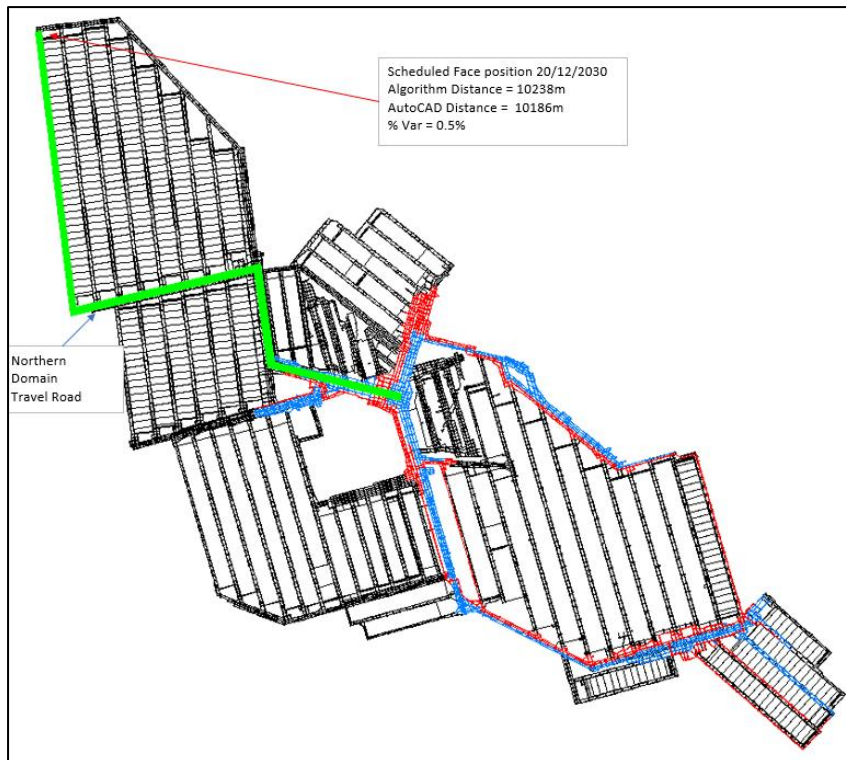 Scheduled Face position 20/12/2030
Algorithm Distance = 10238m
AutoCAD Distance =  10186m
% Var = 0.5%
Northern
Domain
Travel Road